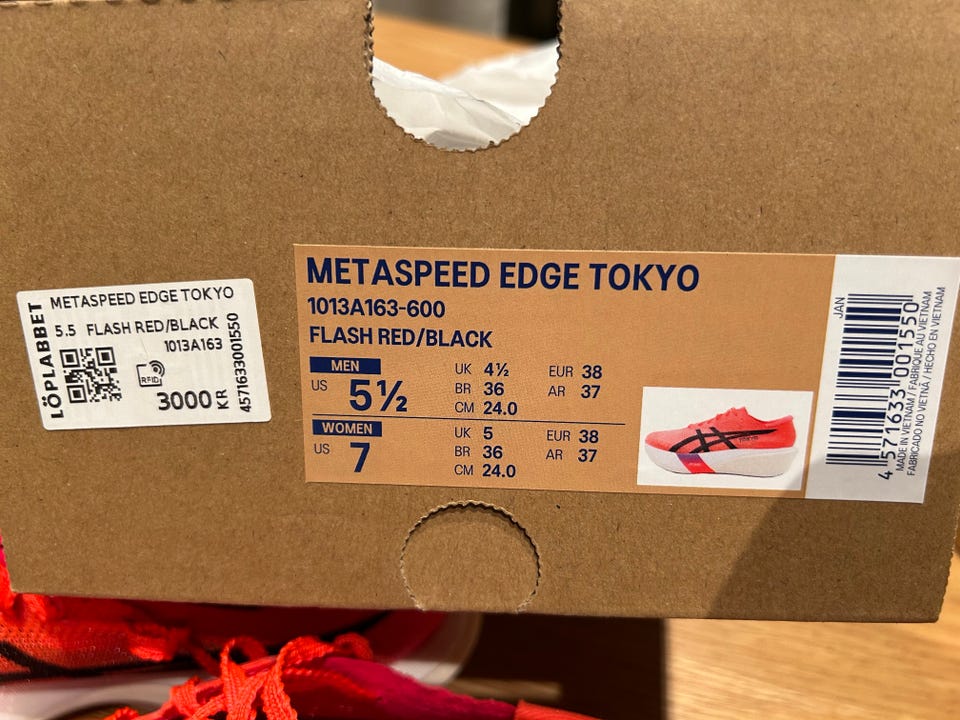 LÖPLABBET
METASPEED EDGE TOKYO
5.5 FLASH RED/BLACK
1013A163
RFID
3000 KR
4571633001550
METASPEED EDGE TOKYO
1013A163-600
FLASH RED/BLACK
MEN
US 5½
UK 4½ EUR 38
BR 36 AR 37
CM 24.0
WOMEN
US 7
UK 5 EUR 38
BR 36 AR 37
CM 24.0
JAN
4 571633 001550
MADE IN VIETNAM / FABRIQUE AU VIETNAM
FABRICADO NO VIETNÃ / HECHO EN VIETNAM